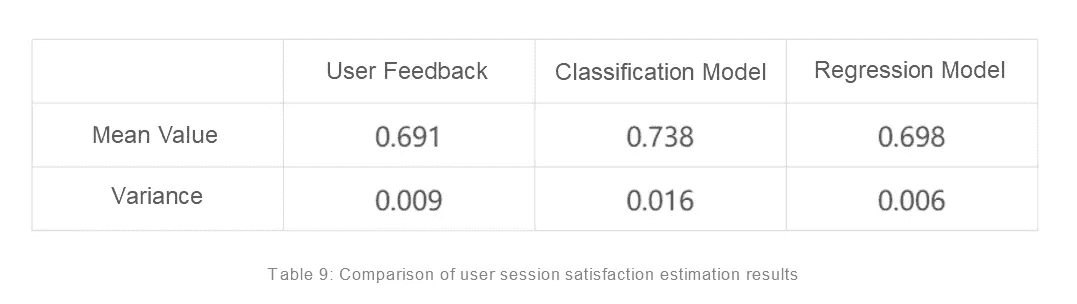 User Feedback Classification Model Regression Model
Mean Value 0.691 0.738 0.698
Variance 0.009 0.016 0.006
Table 9: Comparison of user session satisfaction estimation results